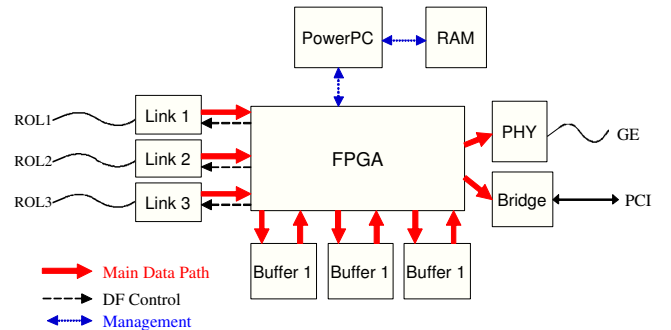 PowerPC
RAM
ROL1
Link 1
ROL2
Link 2
ROL3
Link 3
FPGA
PHY
GE
Bridge
PCI
Buffer 1
Buffer 1
Buffer 1
Main Data Path
DF Control
Management